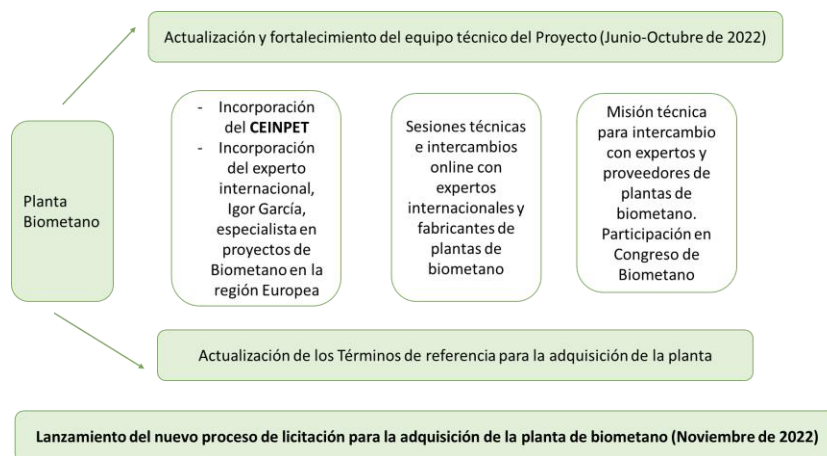 Actualización y fortalecimiento del equipo técnico del Proyecto (Junio-Octubre de 2022)
Planta
Biometano
- Incorporación
del CEINPET
- Incorporación
del experto
internacional,
Igor García,
especialista en
proyectos de
Biometano en la
región Europea
Sesiones técnicas
e intercambios
online con
expertos
internacionales y
fabricantes de
plantas de
biometano
Misión técnica
para intercambio
con expertos y
proveedores de
plantas de
biometano.
Participación en
Congreso de
Biometano
Actualización de los Términos de referencia para la adquisición de la planta
Lanzamiento del nuevo proceso de licitación para la adquisición de la planta de biometano (Noviembre de 2022)